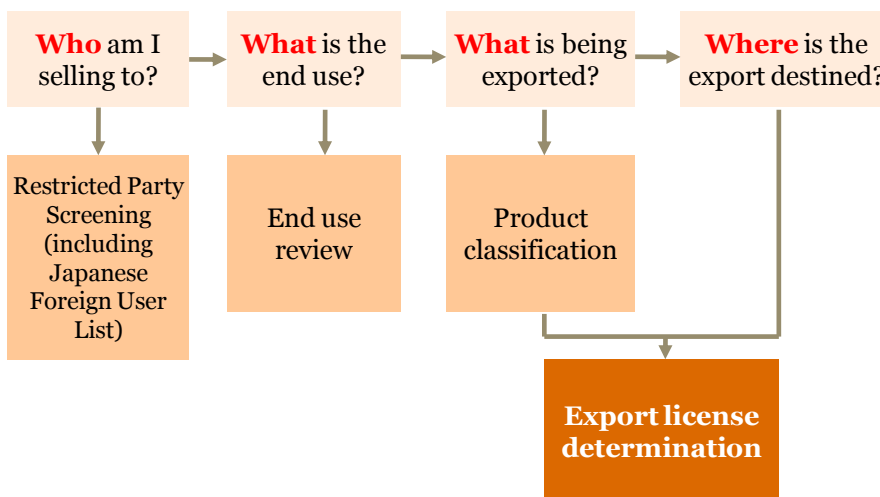 Who am I
selling to?
What is the
end use?
What is being
exported?
Where is the
export destined?
Restricted Party
Screening
(including
Japanese
Foreign User
List)
End use
review
Product
classification
Export license
determination